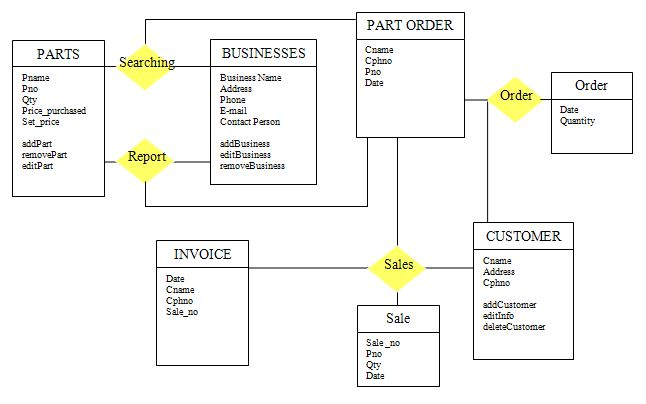 PARTS
Pname
Pno
Qty
Price_purchased
Set_price
addPart
removePart
editPart
Searching
Report
BUSINESSES
Business Name
Address
Phone
E-mail
Contact Person
addBusiness
editBusiness
removeBusiness
PART ORDER
Cname
Cphno
Pno
Date
Order
Order
Date
Quantity
INVOICE
Date
Cname
Cphno
Sale_no
Sales
Sale
Sale_no
Pno
Qty
Date
CUSTOMER
Cname
Address
Cphno
addCustomer
editInfo
deleteCustomer